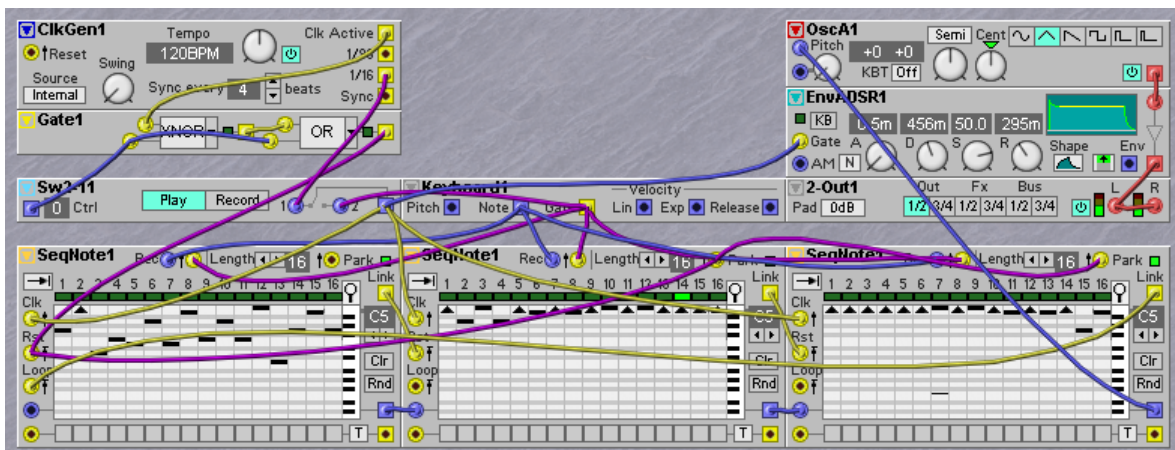 ClkGen1 Tempo Clk Active
↑Reset 120BPM
Swing 1/16
Source
Internal Sync every 4 beats Sync
Gate1
XNOR OR
Sw2-11
0 Ctrl Play Record 1 2
Keyboard1 Velocity
Pitch Note Gate Lin Exp Release
OscA1 Semi Cent
Pitch +0 +0
KBT Off
EnvADSR1
KB 0.5m 456m 50.0 295m
Gate A D S R Shape Env
AM N
2-Out1 Out Fx Bus L R
Pad 0dB 1/2 3/4 1/2 3/4 1/2 3/4
SeqNote1 Rec Length 16 Park
Link
1 2 3 4 5 6 7 8 9 10 11 12 13 14 15 16
Clk
C5
Rst
Clr
Loop
Rnd
T
SeqNote1 Rec Length 16 Park
Link
1 2 3 4 5 6 7 8 9 10 11 12 13 14 15 16
Clk
C5
Rst
Clr
Loop
Rnd
T
SeqNote1 Length 16 Park
Link
1 2 3 4 5 6 7 8 9 10 11 12 13 14 15 16
Clk
C5
Rst
Clr
Loop
Rnd
T